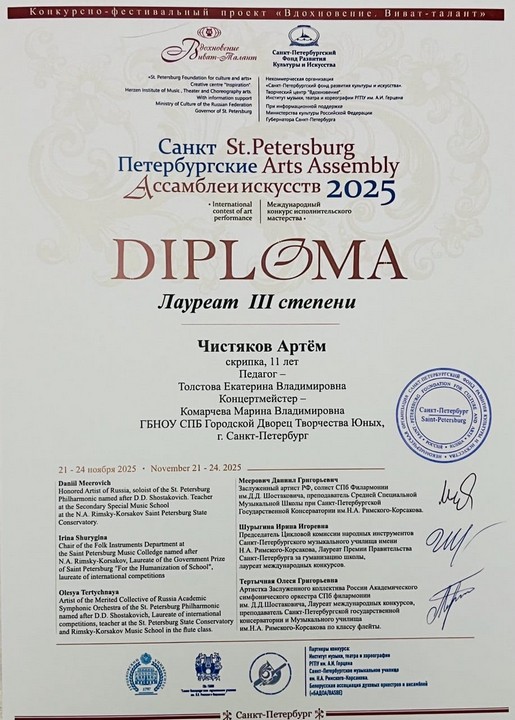 Конкурсно-фестивальный проект «Вдохновение. Виват-талант»
Вдохновение
Виват-Талант
Санкт-Петербургский
Фонд Развития
Культуры и Искусства
«St. Petersburg Foundation for culture and arts»
Creative centre "Inspiration"
Herzen Institute of Music, Theater and Choreography arts
With information support
Ministry of Culture of the Russian Federation
Governor of St. Petersburg
Некоммерческая организация
«Санкт-Петербургский фонд развития культуры и искусства»
Творческий центр "Вдохновение"
Институт музыки, театра и хореографии РГПУ им. А.И. Герцена
При информационной поддержке
Министерства культуры Российской Федерации
Губернатора Санкт-Петербурга
Санкт St.Petersburg
Петербургские Arts Assembly
Ассамблеи искусств 2025
• International
contest of art
performance
Международный
конкурс исполнительского
мастерства •
DIPLOMA
Лауреат III степени
Чистяков Артём
скрипка, 11 лет
Педагог –
Толстова Екатерина Владимировна
Концертмейстер –
Комарчева Марина Владимировна
ГБНОУ СПБ Городской Дворец Творчества Юных,
г. Санкт-Петербург
Санкт-Петербург
Saint-Petersburg
21 - 24 ноября 2025 • November 21 - 24. 2025
Daniil Meerovich
Honored Artist of Russia, soloist of the St. Petersburg
Philharmonic named after D.D. Shostakovich. Teacher
at the Secondary Special Music School
at the N.A. Rimsky-Korsakov Saint Petersburg State
Conservatory.
Irina Shurygina
Chair of the Folk Instruments Department at
the Saint Petersburg Music Colledge named after
N.A. Rimsky-Korsakov, Laureate of the Government Prize
of Saint Petersburg "For the Humanization of School",
laureate of international competitions
Olesya Tertychnaya
Artist of the Merited Collective of Russia Academic
Symphonic Orchestra of the St. Petersburg Philharmonic
named after D.D. Shostakovich, Laureate of international
competitions, teacher at the St. Petersburg State Conservatory
and Rimsky-Korsakov Music School in the flute class.
Меерович Даниил Григорьевич
Заслуженный артист РФ, солист СПб Филармонии
им.Д.Д. Шостаковича, преподаватель Средней Специальной
Музыкальной Школы при Санкт-Петербургской
Государственной Консерватории им.Н.А. Римского-Корсакова.
Шурыгина Ирина Игоревна
Председатель Цикловой комиссии народных инструментов
Санкт-Петербургского музыкального училища имени
Н.А. Римского-Корсакова, Лауреат Премии Правительства
Санкт-Петербурга за гуманизацию школы,
лауреат международных конкурсов.
Тертычная Олеся Григорьевна
Артистка Заслуженного коллектива России Академического
симфонического оркестра СПб филармонии
им. Д.Д.Шостаковича, Лауреат международных конкурсов,
преподаватель Санкт-Петербургской государственной
консерватории и Музыкального училища
им.Н.А. Римского-Корсакова по классу флейты.
1797
Партнеры конкурса:
Институт музыки, театра и хореографии
РГПУ им. А.И. Герцена
Санкт-Петербургское музыкальное училище
им. Н.А. Римского-Корсакова.
Белорусская ассоциация духовых оркестров и ансамблей
(«БАДОА/BASBE»)
Санкт-Петербург